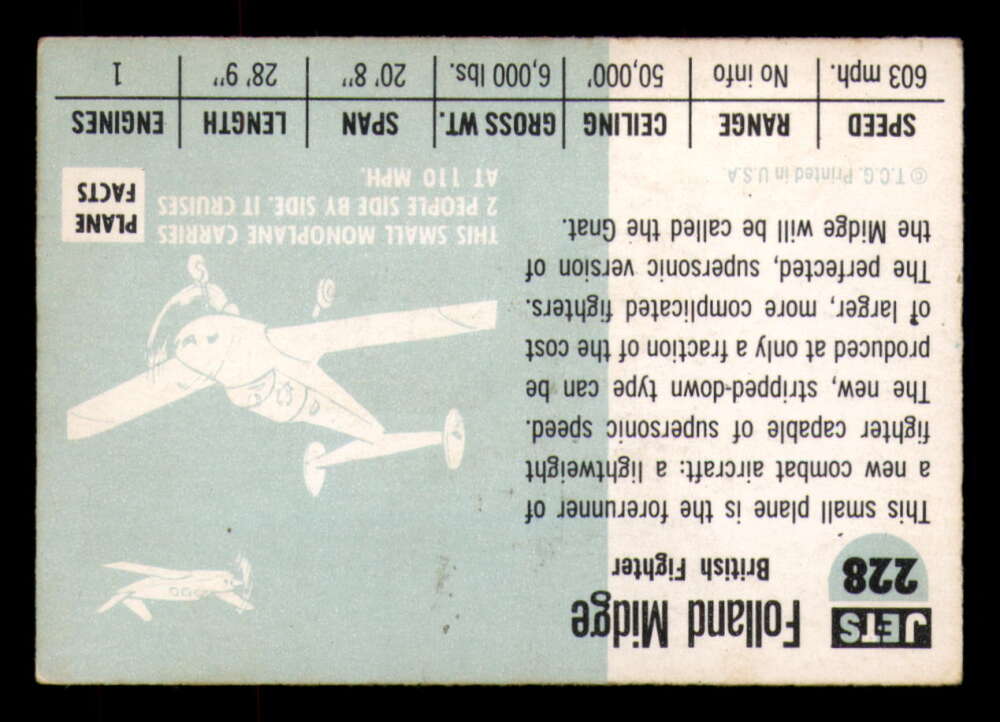 JETS
228
Folland Midge
British Fighter
This small plane is the forerunner of
a new combat aircraft: a lightweight
fighter capable of supersonic speed.
The new, stripped-down type can be
produced at only a fraction of the cost
of larger, more complicated fighters.
The perfected, supersonic version of
the Midge will be called the Gnat.
© T.C.G. Printed in U.S.A
PLANE
FACTS
THIS SMALL MONOPLANE CARRIES
2 PEOPLE SIDE BY SIDE. IT CRUISES
AT 110 MPH.
SPEED RANGE CEILING GROSS WT. SPAN LENGTH ENGINES
603 mph. No info 50,000' 6,000 lbs. 20' 8" 28' 9" 1